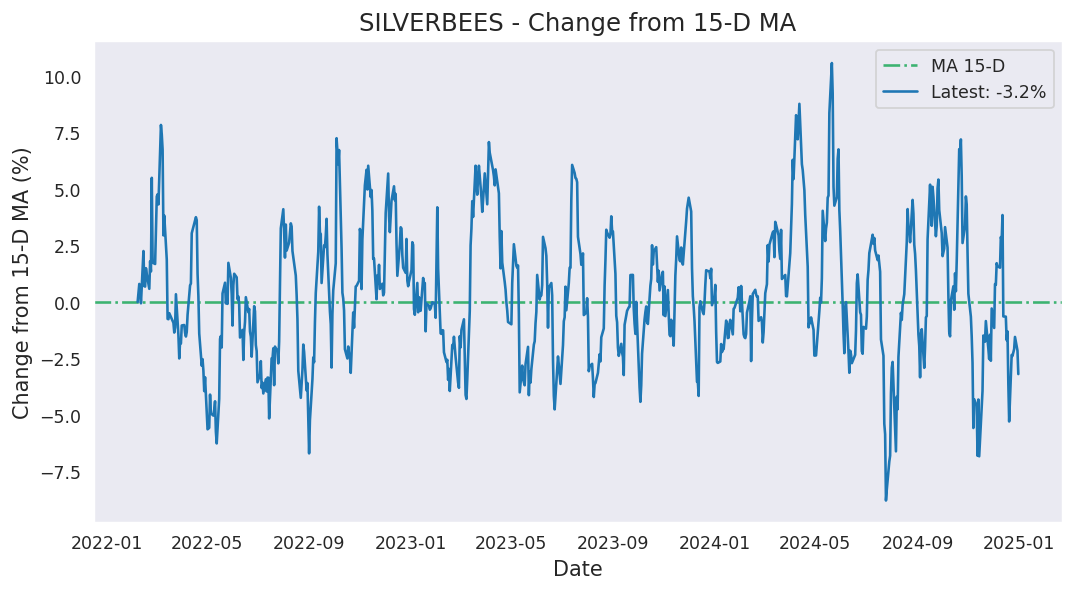 SILVERBEES - Change from 15-D MA
MA 15-D
Latest: -3.2%
Change from 15-D MA (%)
10.0
7.5
5.0
2.5
0.0
−2.5
−5.0
−7.5
2022-01 2022-05 2022-09 2023-01 2023-05 2023-09 2024-01 2024-05 2024-09 2025-01
Date